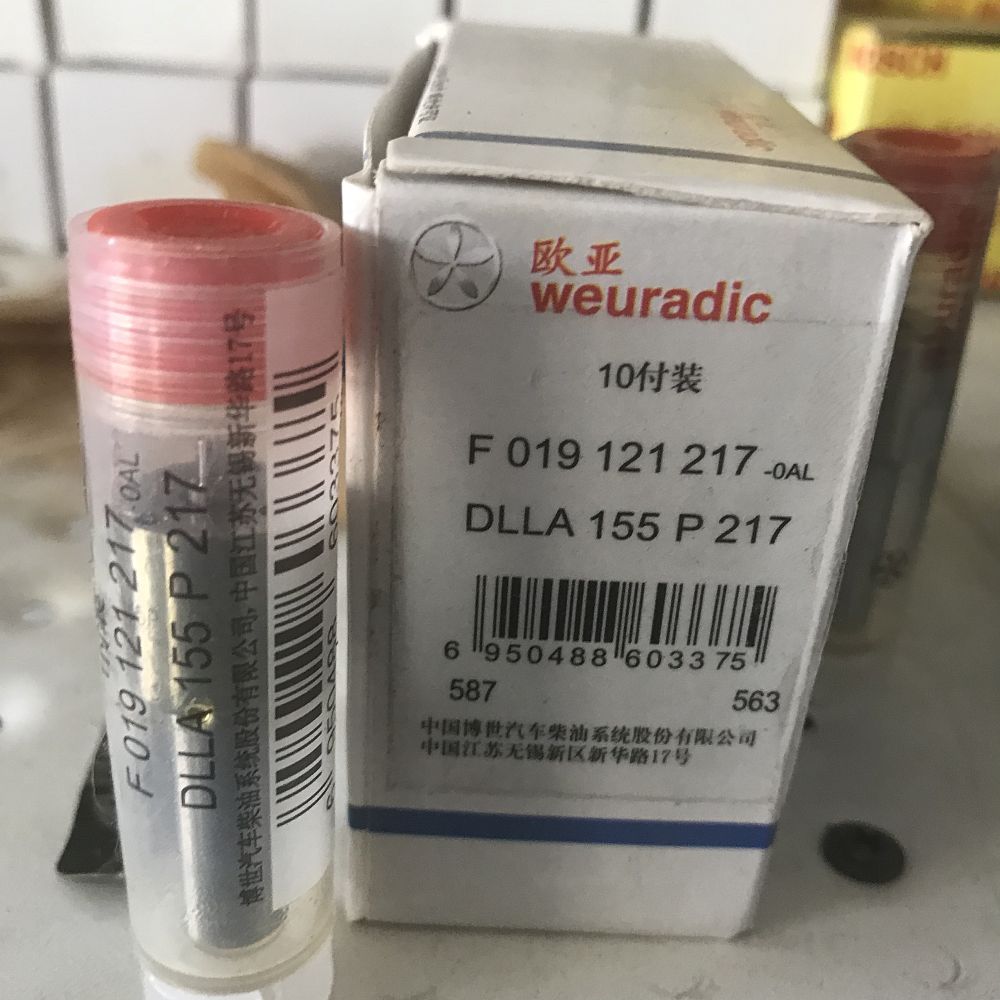 欧亚
weuradic
10付装
F 019 121 217 -0AL
DLLA 155 P 217
6 950488 603375
587 563
中国博世汽车柴油系统股份有限公司
中国江苏无锡新区新华路17号
F 019 121 217 -0AL
DLLA 155 P 217
博世汽车柴油系统股份有限公司, 中国江苏无锡新华路17号
BOSCH